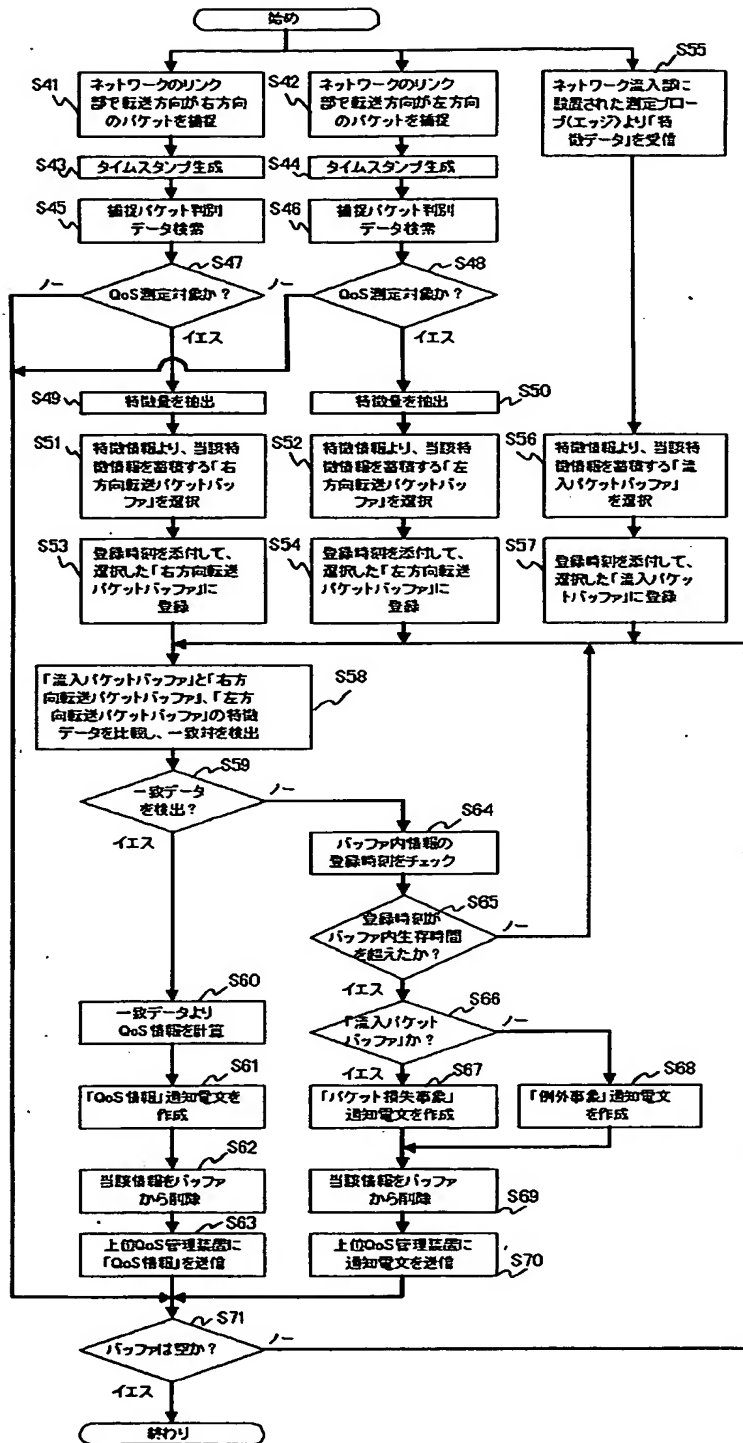 始め
S41
ネットワークのリンク
部で転送方向が右方向
のパケットを捕捉
S42
ネットワークのリンク
部で転送方向が左方向
のパケットを捕捉
S55
ネットワーク流入部に
設置された測定プロー
ブ(エッジ)より「特
徴データ」を受信
S43
タイムスタンプ生成
S44
タイムスタンプ生成
S45
捕捉パケット判別
データ検索
S46
捕捉パケット判別
データ検索
S47
QoS測定対象か?
ノー
イエス
S48
QoS測定対象か?
ノー
イエス
S49
特徴量を抽出
S50
特徴量を抽出
S51
特徴情報より、当該特
徴情報を蓄積する「右
方向転送パケットバッ
ファ」を選択
S52
特徴情報より、当該特
徴情報を蓄積する「左
方向転送パケットバッ
ファ」を選択
S56
特徴情報より、当該特
徴情報を蓄積する「流
入パケットバッファ」
を選択
S53
登録時刻を添付して、
選択した「右方向転送
パケットバッファ」に
登録
S54
登録時刻を添付して、
選択した「左方向転送
パケットバッファ」に
登録
S57
登録時刻を添付して、
選択した「流入パケッ
トバッファ」に登録
S58
「流入パケットバッファ」と「右方
向転送パケットバッファ」、「左方
向転送パケットバッファ」の特徴
データを比較し、一致対を検出
S59
一致データ
を検出?
ノー
イエス
S64
バッファ内情報の
登録時刻をチェック
S65
登録時刻が
バッファ内生存時間
を超えたか?
ノー
イエス
S60
一致データより
QoS情報を計算
S66
「流入パケット
バッファ」か?
ノー
イエス
S61
「QoS情報」通知電文を
作成
S67
「パケット損失事象」
通知電文を作成
S68
「例外事象」通知電文
を作成
S62
当該情報をバッファ
から削除
S69
当該情報をバッファ
から削除
S63
上位QoS管理装置に
「QoS情報」を送信
S70
上位QoS管理装置に
通知電文を送信
S71
バッファは空か?
ノー
イエス
終わり